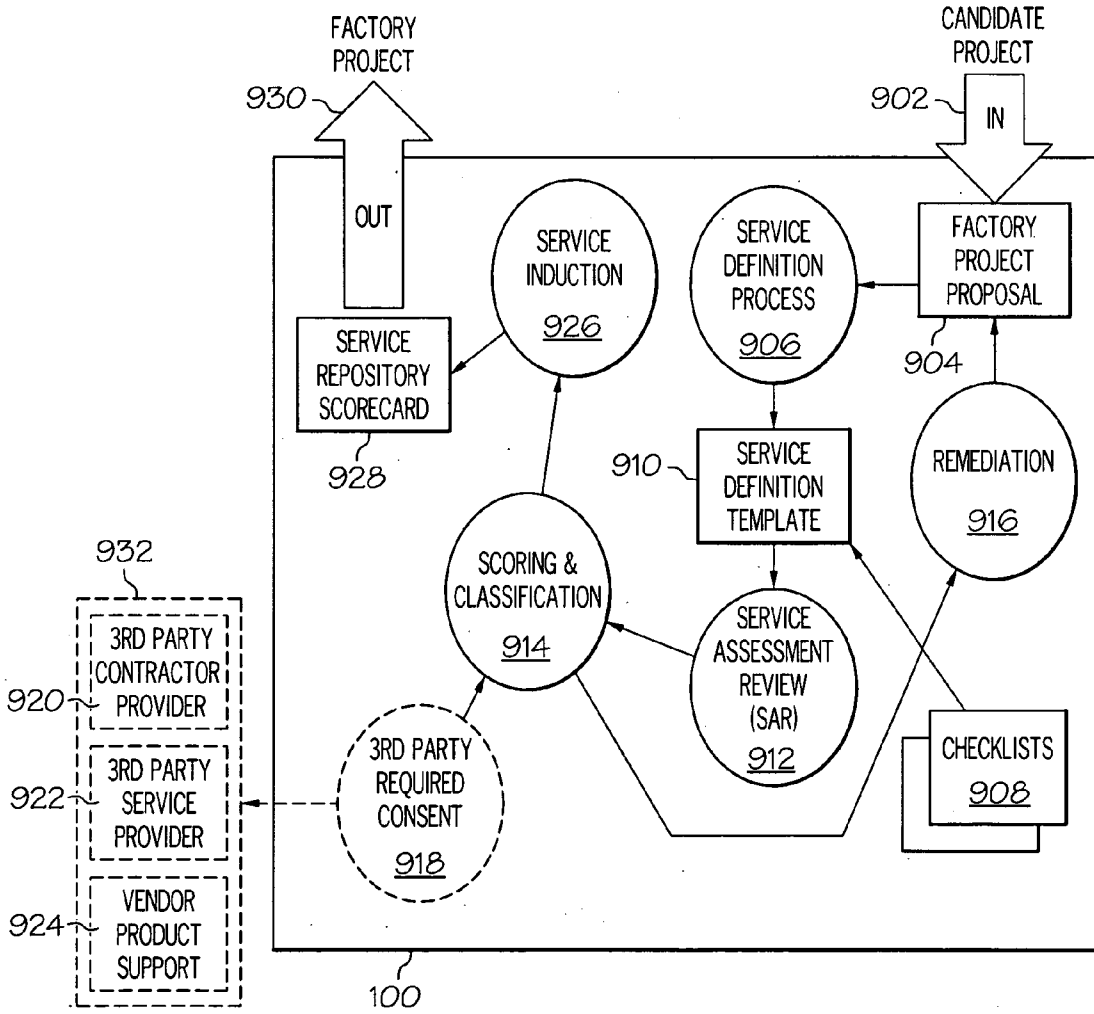 FACTORY
PROJECT
930
OUT
CANDIDATE
PROJECT
902
IN
SERVICE
INDUCTION
926
SERVICE
DEFINITION
PROCESS
906
FACTORY
PROJECT
PROPOSAL
904
SERVICE
REPOSITORY
SCORECARD
928
910
SERVICE
DEFINITION
TEMPLATE
REMEDIATION
916
932
SCORING &
CLASSIFICATION
914
SERVICE
ASSESSMENT
REVIEW
(SAR)
912
920
3RD PARTY
CONTRACTOR
PROVIDER
922
3RD PARTY
SERVICE
PROVIDER
924
VENDOR
PRODUCT
SUPPORT
3RD PARTY
REQUIRED
CONSENT
918
CHECKLISTS
908
100